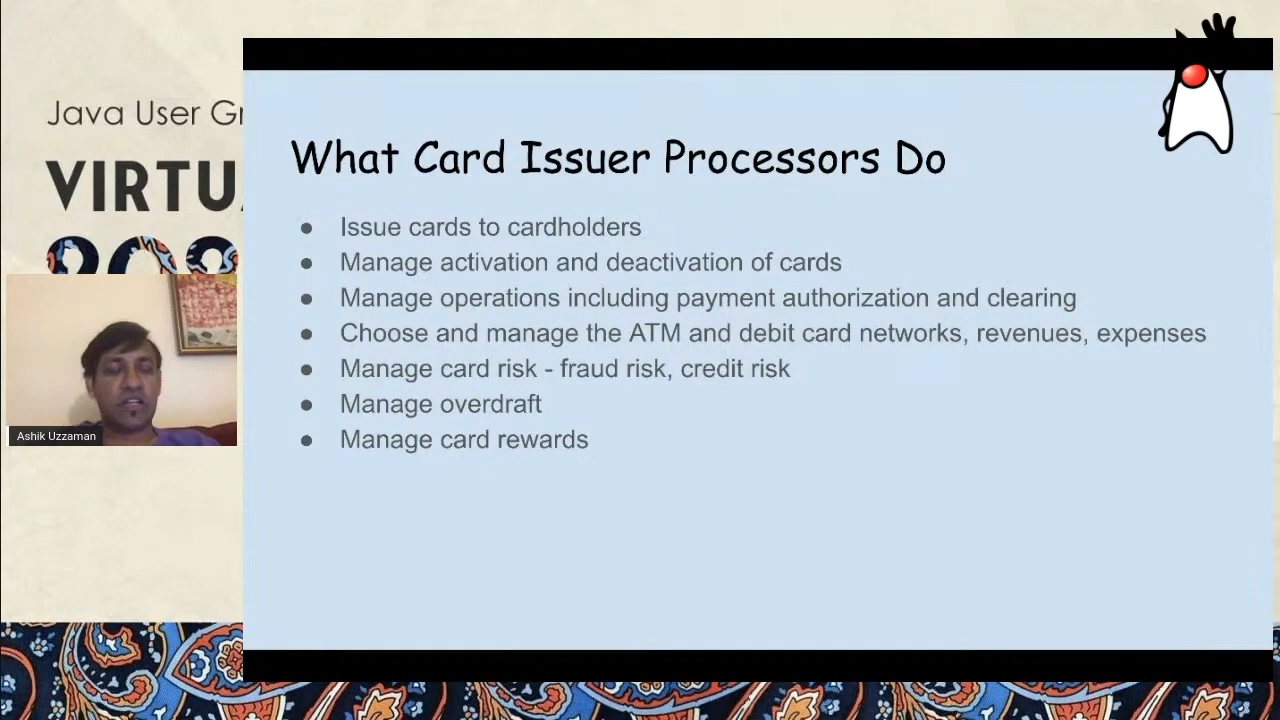 Java User Gr
VIRTU
What Card Issuer Processors Do
● Issue cards to cardholders
● Manage activation and deactivation of cards
● Manage operations including payment authorization and clearing
● Choose and manage the ATM and debit card networks, revenues, expenses
● Manage card risk - fraud risk, credit risk
● Manage overdraft
● Manage card rewards
Ashik Uzzaman